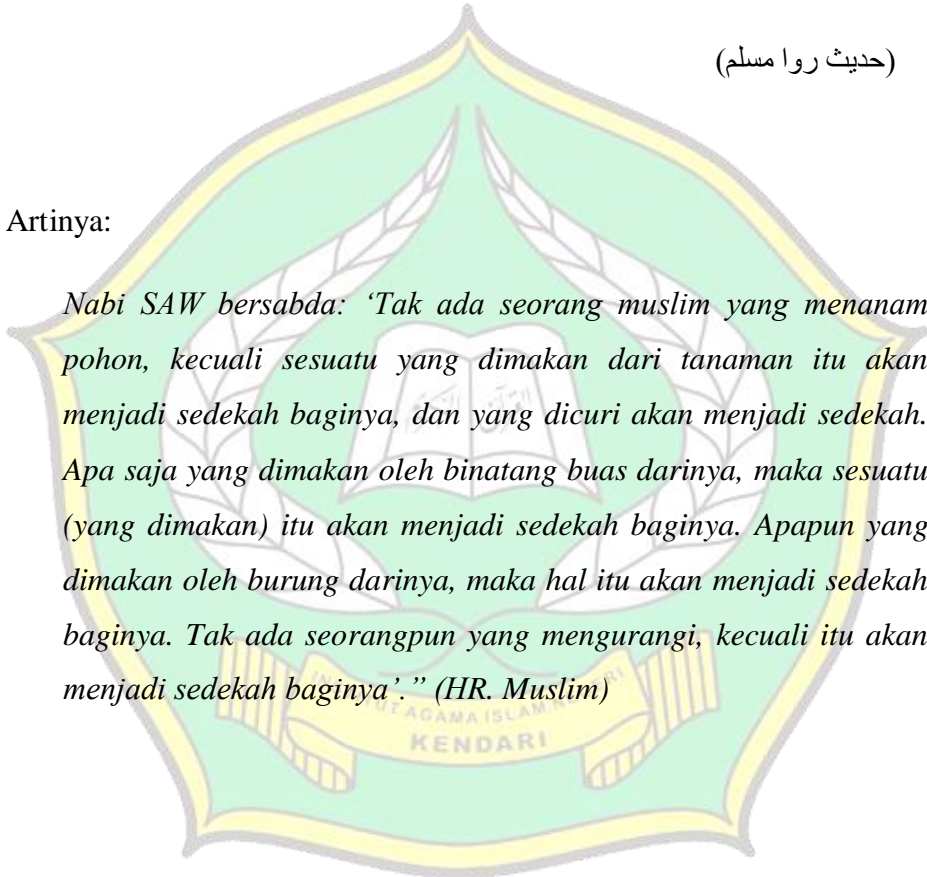 (حديث روا مسلم)
Artinya:
Nabi SAW bersabda: ‘Tak ada seorang muslim yang menanam
pohon, kecuali sesuatu yang dimakan dari tanaman itu akan
menjadi sedekah baginya, dan yang dicuri akan menjadi sedekah.
Apa saja yang dimakan oleh binatang buas darinya, maka sesuatu
(yang dimakan) itu akan menjadi sedekah baginya. Apapun yang
dimakan oleh burung darinya, maka hal itu akan menjadi sedekah
baginya. Tak ada seorangpun yang mengurangi, kecuali itu akan
menjadi sedekah baginya’.” (HR. Muslim)
AGAMA ISLAM
KENDARI